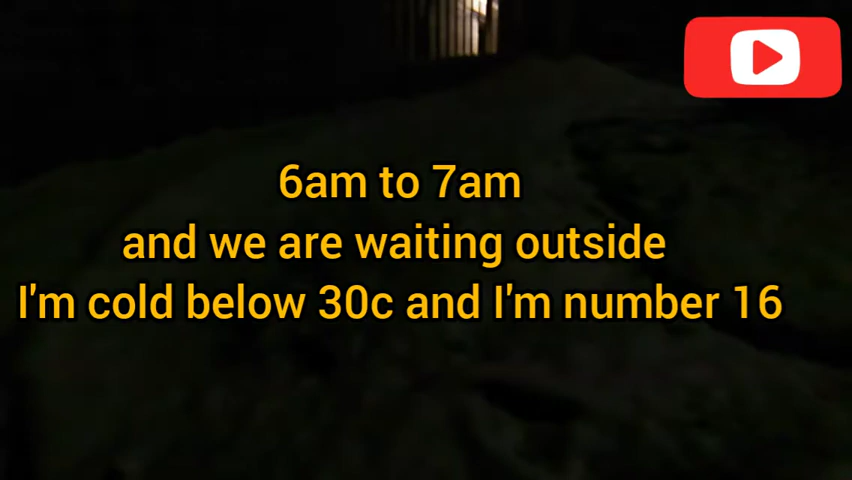 6am to 7am
and we are waiting outside
I'm cold below 30c and I'm number 16